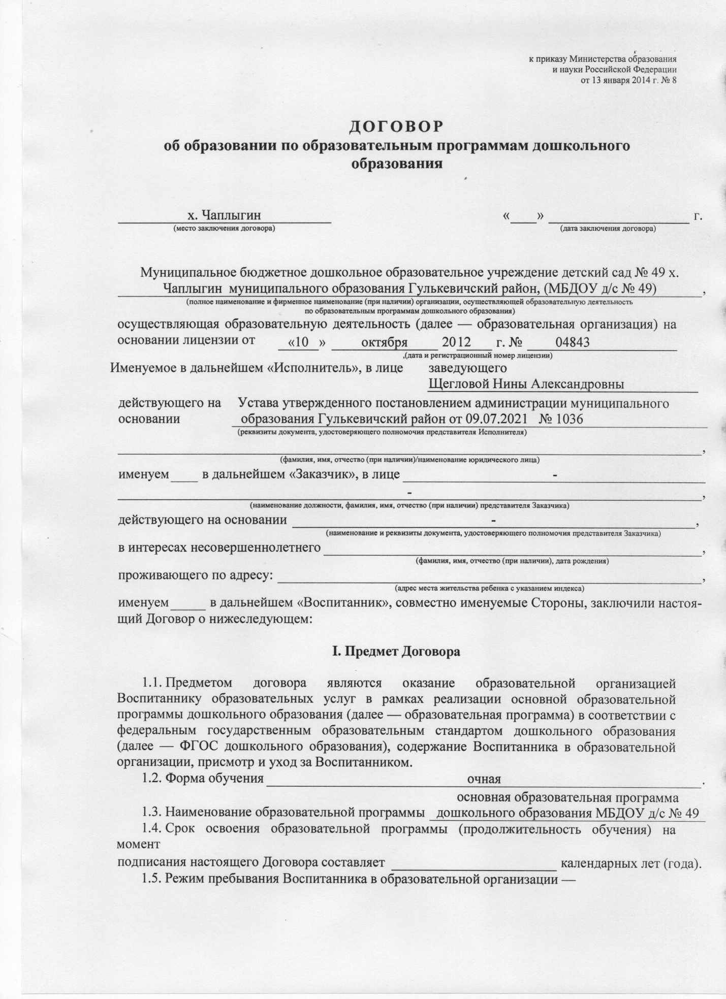 к приказу Министерства образования
и науки Российской Федерации
от 13 января 2014 г. № 8
ДОГОВОР
об образовании по образовательным программам дошкольного
образования
х. Чаплыгин «____» ____________________ г.
(место заключения договора) (дата заключения договора)
Муниципальное бюджетное дошкольное образовательное учреждение детский сад № 49 х.
Чаплыгин муниципального образования Гулькевичский район, (МБДОУ д/с № 49) ,
(полное наименование и фирменное наименование (при наличии) организации, осуществляющей образовательную деятельность
по образовательным программам дошкольного образования)
осуществляющая образовательную деятельность (далее — образовательная организация) на
основании лицензии от «10 » октября 2012 г. № 04843
,(дата и регистрационный номер лицензии)
Именуемое в дальнейшем «Исполнитель», в лице заведующего
Щегловой Нины Александровны
действующего на Устава утвержденного постановлением администрации муниципального
основании образования Гулькевичский район от 09.07.2021 № 1036
(реквизиты документа, удостоверяющего полномочия представителя Исполнителя)
,
(фамилия, имя, отчество (при наличии)/наименование юридического лица)
именуем____ в дальнейшем «Заказчик», в лице -
- ,
(наименование должности, фамилия, имя, отчество (при наличии) представителя Заказчика)
действующего на основании - ,
(наименование и реквизиты документа, удостоверяющего полномочия представителя Заказчика)
в интересах несовершеннолетнего ,
(фамилия, имя, отчество (при наличии), дата рождения)
проживающего по адресу: ,
(адрес места жительства ребенка с указанием индекса)
именуем_____ в дальнейшем «Воспитанник», совместно именуемые Стороны, заключили настоя-
щий Договор о нижеследующем:
I. Предмет Договора
1.1. Предметом договора являются оказание образовательной организацией
Воспитаннику образовательных услуг в рамках реализации основной образовательной
программы дошкольного образования (далее — образовательная программа) в соответствии с
федеральным государственным образовательным стандартом дошкольного образования
(далее — ФГОС дошкольного образования), содержание Воспитанника в образовательной
организации, присмотр и уход за Воспитанником.
1.2. Форма обучения очная .
основная образовательная программа
1.3. Наименование образовательной программы дошкольного образования МБДОУ д/с № 49
1.4. Срок освоения образовательной программы (продолжительность обучения) на
момент
подписания настоящего Договора составляет ____________________ календарных лет (года).
1.5. Режим пребывания Воспитанника в образовательной организации —